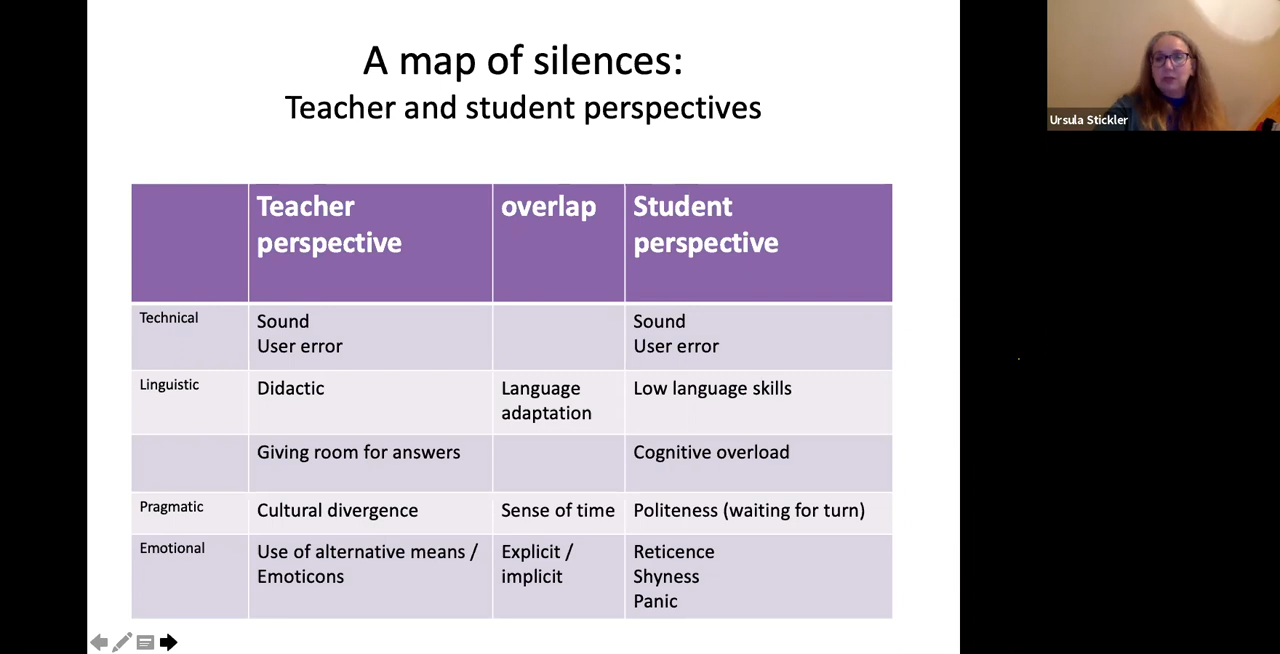 A map of silences:
Teacher and student perspectives
Ursula Stickler
Teacher perspective
overlap
Student perspective
Technical
Sound
User error
Sound
User error
Linguistic
Didactic
Language
adaptation
Low language skills
Giving room for answers
Cognitive overload
Pragmatic
Cultural divergence
Sense of time
Politeness (waiting for turn)
Emotional
Use of alternative means /
Emoticons
Explicit /
implicit
Reticence
Shyness
Panic